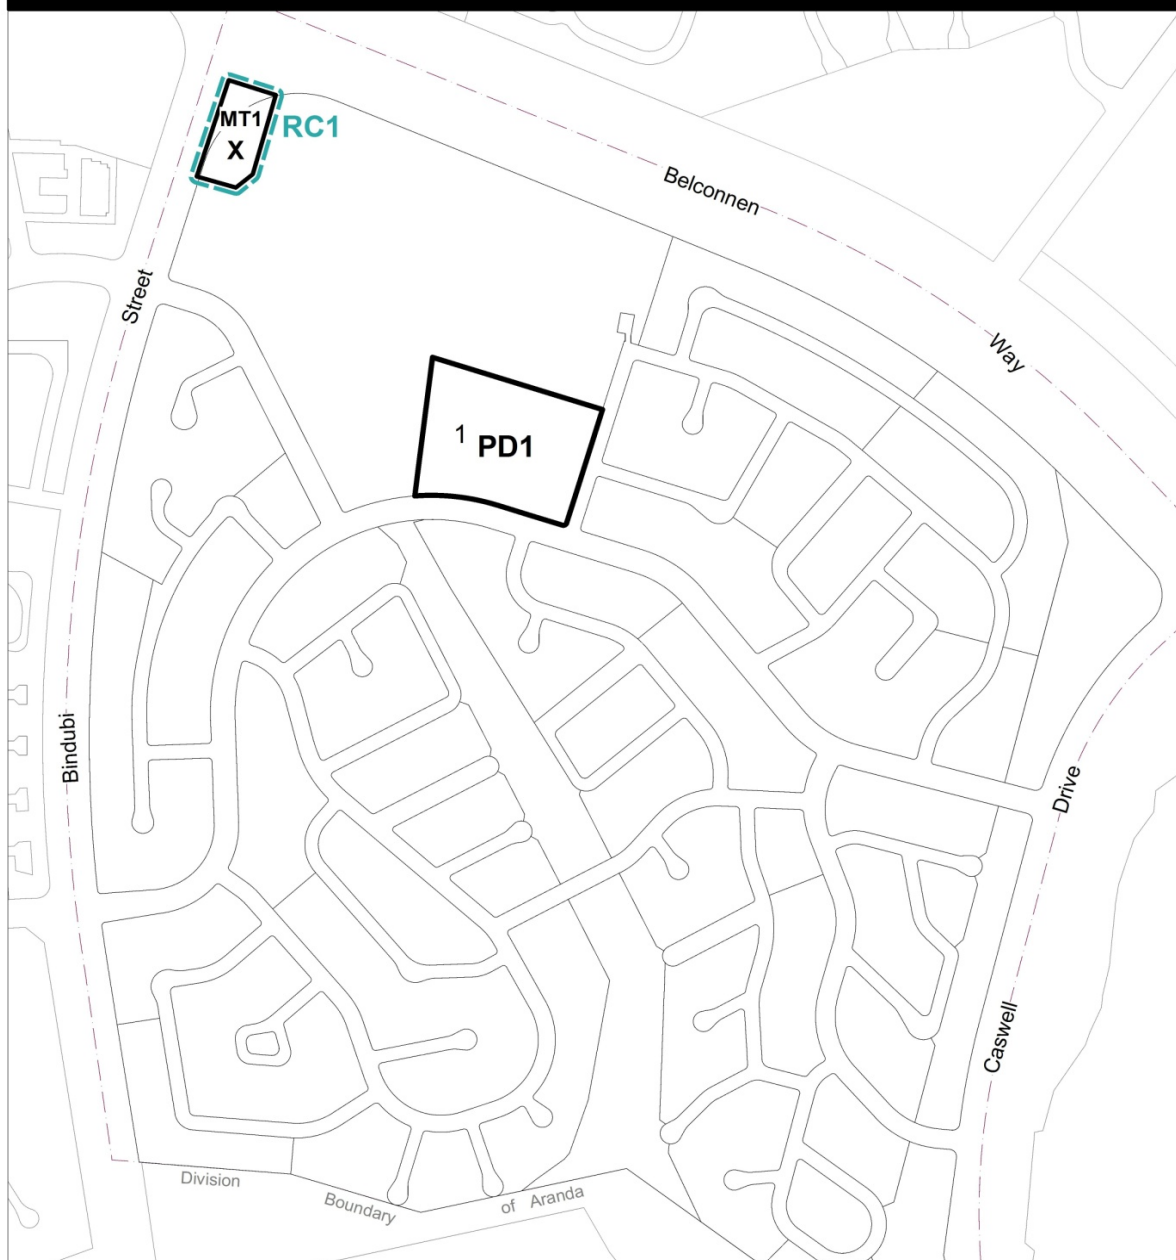 MT1
X
RC1
Belconnen
Way
Street
1
PD1
Bindubi
Drive
Caswell
Division
Boundary
of Aranda